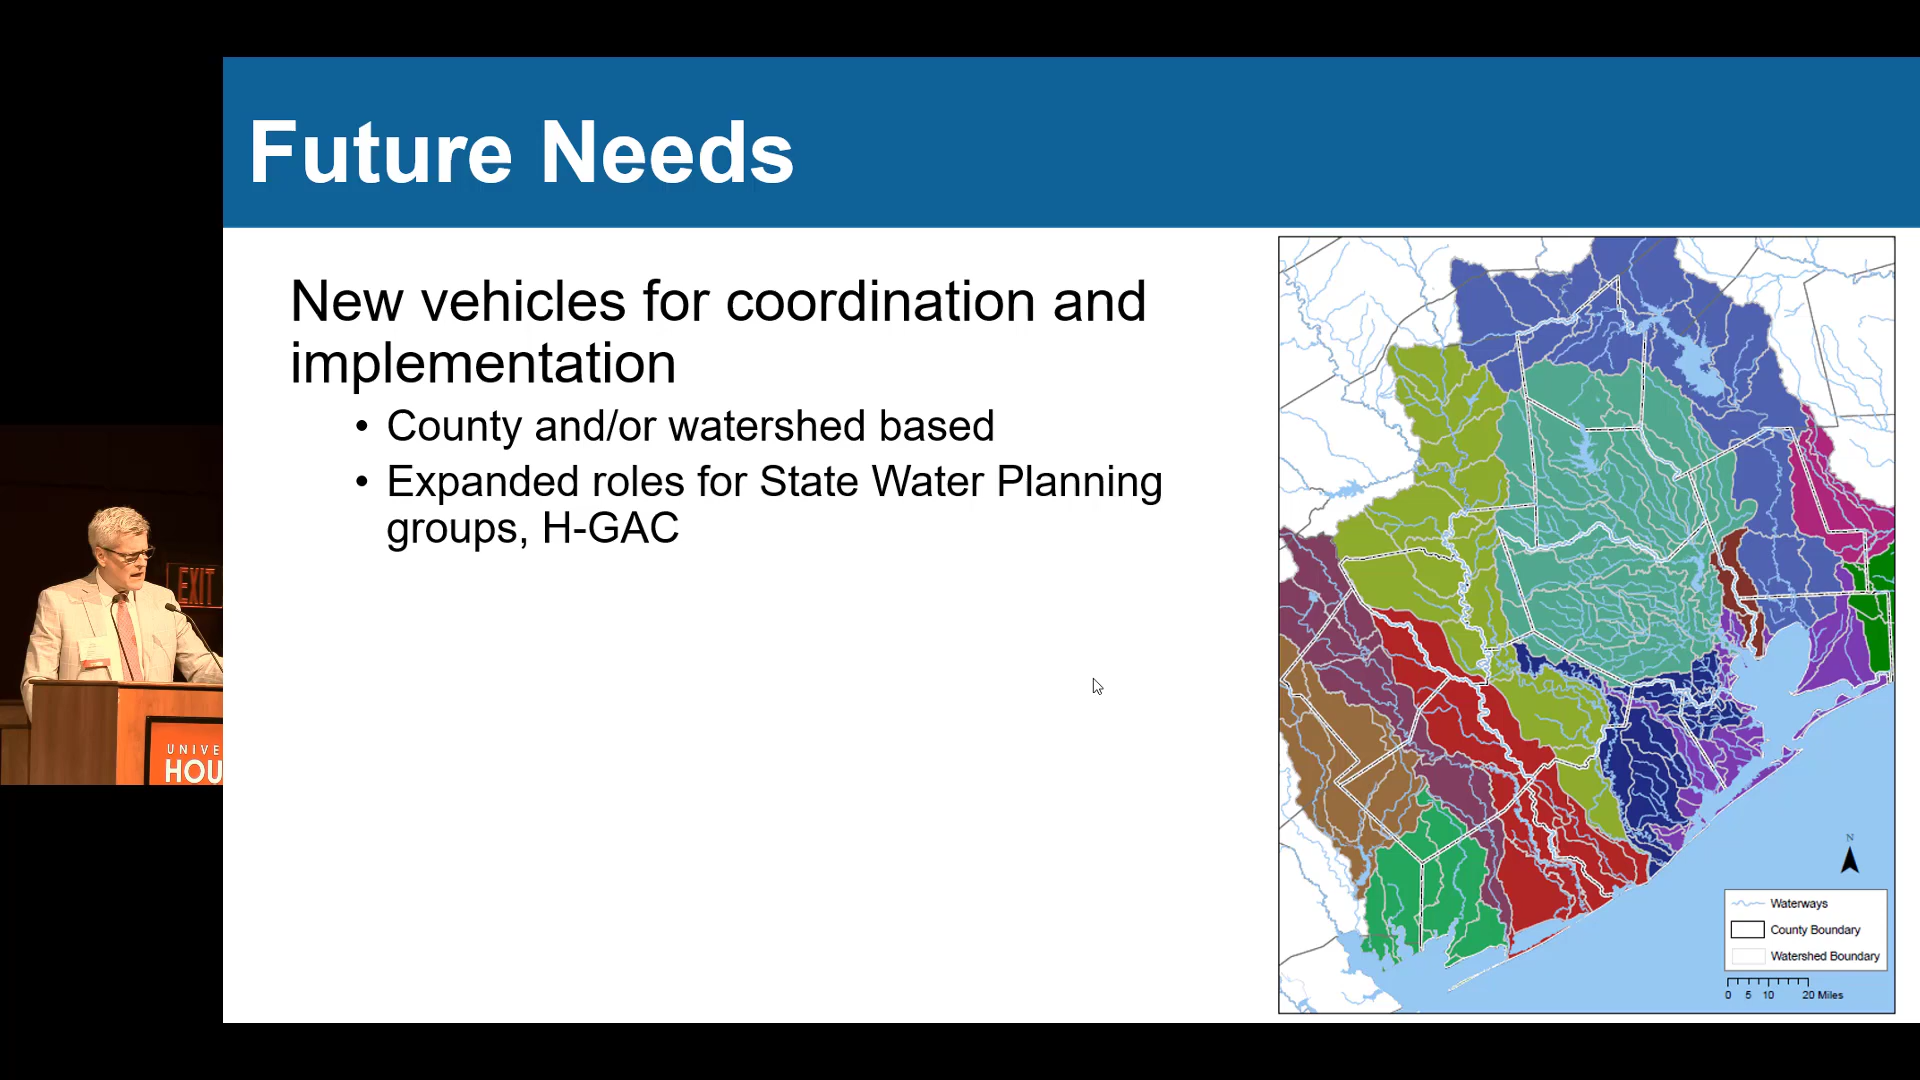 Future Needs
New vehicles for coordination and
implementation
• County and/or watershed based
• Expanded roles for State Water Planning
groups, H-GAC
EXIT
UNIVE
HOU
N
Waterways
County Boundary
Watershed Boundary
0 5 10 20 Miles